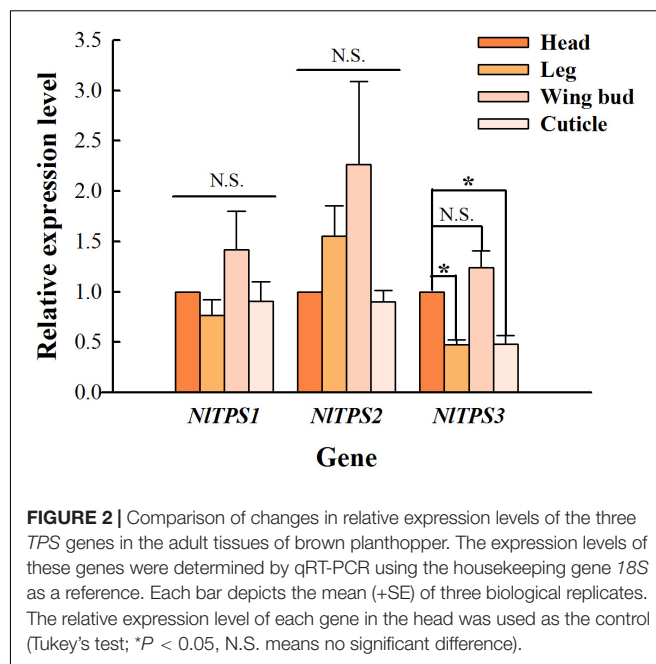 3.5
3.0
2.5
2.0
1.5
1.0
0.5
0.0
Relative expression level
N.S.
N.S.
*
N.S.
*
Head
Leg
Wing bud
Cuticle
NlTPS1 NlTPS2 NlTPS3
Gene
FIGURE 2 | Comparison of changes in relative expression levels of the three
TPS genes in the adult tissues of brown planthopper. The expression levels of
these genes were determined by qRT-PCR using the housekeeping gene 18S
as a reference. Each bar depicts the mean (+SE) of three biological replicates.
The relative expression level of each gene in the head was used as the control
(Tukey's test; *P < 0.05, N.S. means no significant difference).